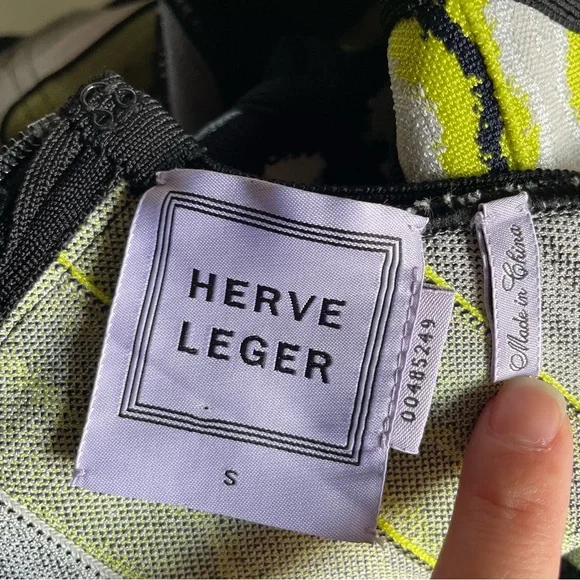 HERVE
LEGER
S
00485249
Made in China